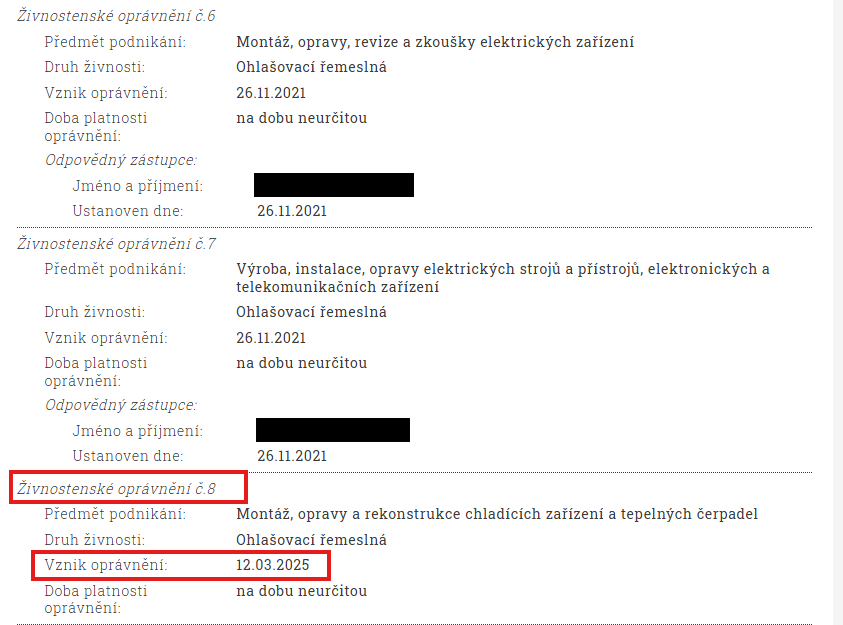 Živnostenské oprávnění č.6
Předmět podnikání: Montáž, opravy, revize a zkoušky elektrických zařízení
Druh živnosti: Ohlašovací řemeslná
Vznik oprávnění: 26.11.2021
Doba platnosti na dobu neurčitou
oprávnění:
Odpovědný zástupce:
Jméno a příjmení:
Ustanoven dne: 26.11.2021
Živnostenské oprávnění č.7
Předmět podnikání: Výroba, instalace, opravy elektrických strojů a přístrojů, elektronických a
telekomunikačních zařízení
Druh živnosti: Ohlašovací řemeslná
Vznik oprávnění: 26.11.2021
Doba platnosti na dobu neurčitou
oprávnění:
Odpovědný zástupce:
Jméno a příjmení:
Ustanoven dne: 26.11.2021
Živnostenské oprávnění č.8
Předmět podnikání: Montáž, opravy a rekonstrukce chladících zařízení a tepelných čerpadel
Druh živnosti: Ohlašovací řemeslná
Vznik oprávnění: 12.03.2025
Doba platnosti na dobu neurčitou
oprávnění: